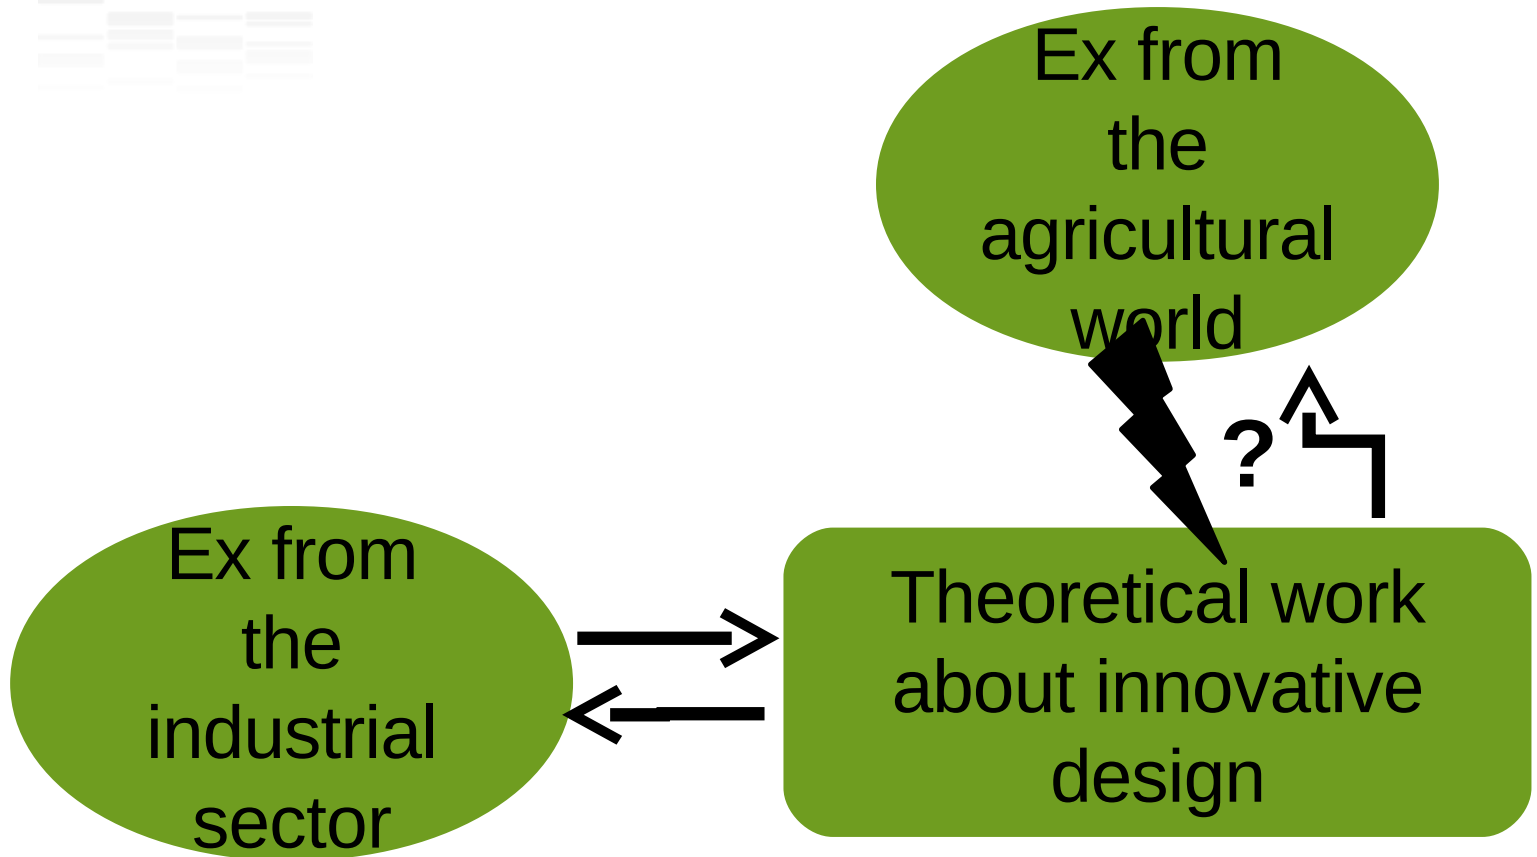 Ex from
the
agricultural
world
?
Ex from
the
industrial
sector
Theoretical work
about innovative
design